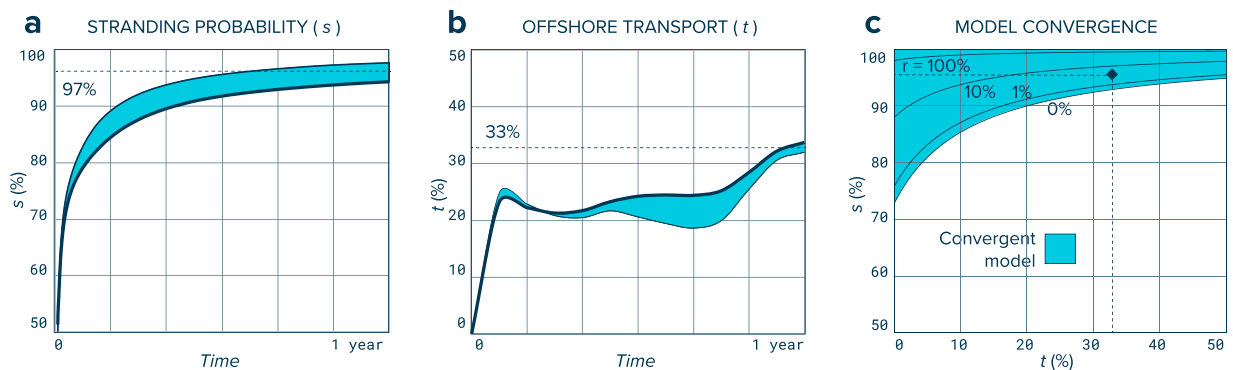 a STRANDING PROBABILITY ( s )
100
90
80
70
60
50
s (%)
97%
0 1 year
Time
b OFFSHORE TRANSPORT ( t )
50
40
30
20
10
0
t (%)
33%
0 1 year
Time
c MODEL CONVERGENCE
100
90
80
70
60
50
s (%)
r = 100%
10% 1%
0%
Convergent
model
0 10 20 30 40 50
t (%)